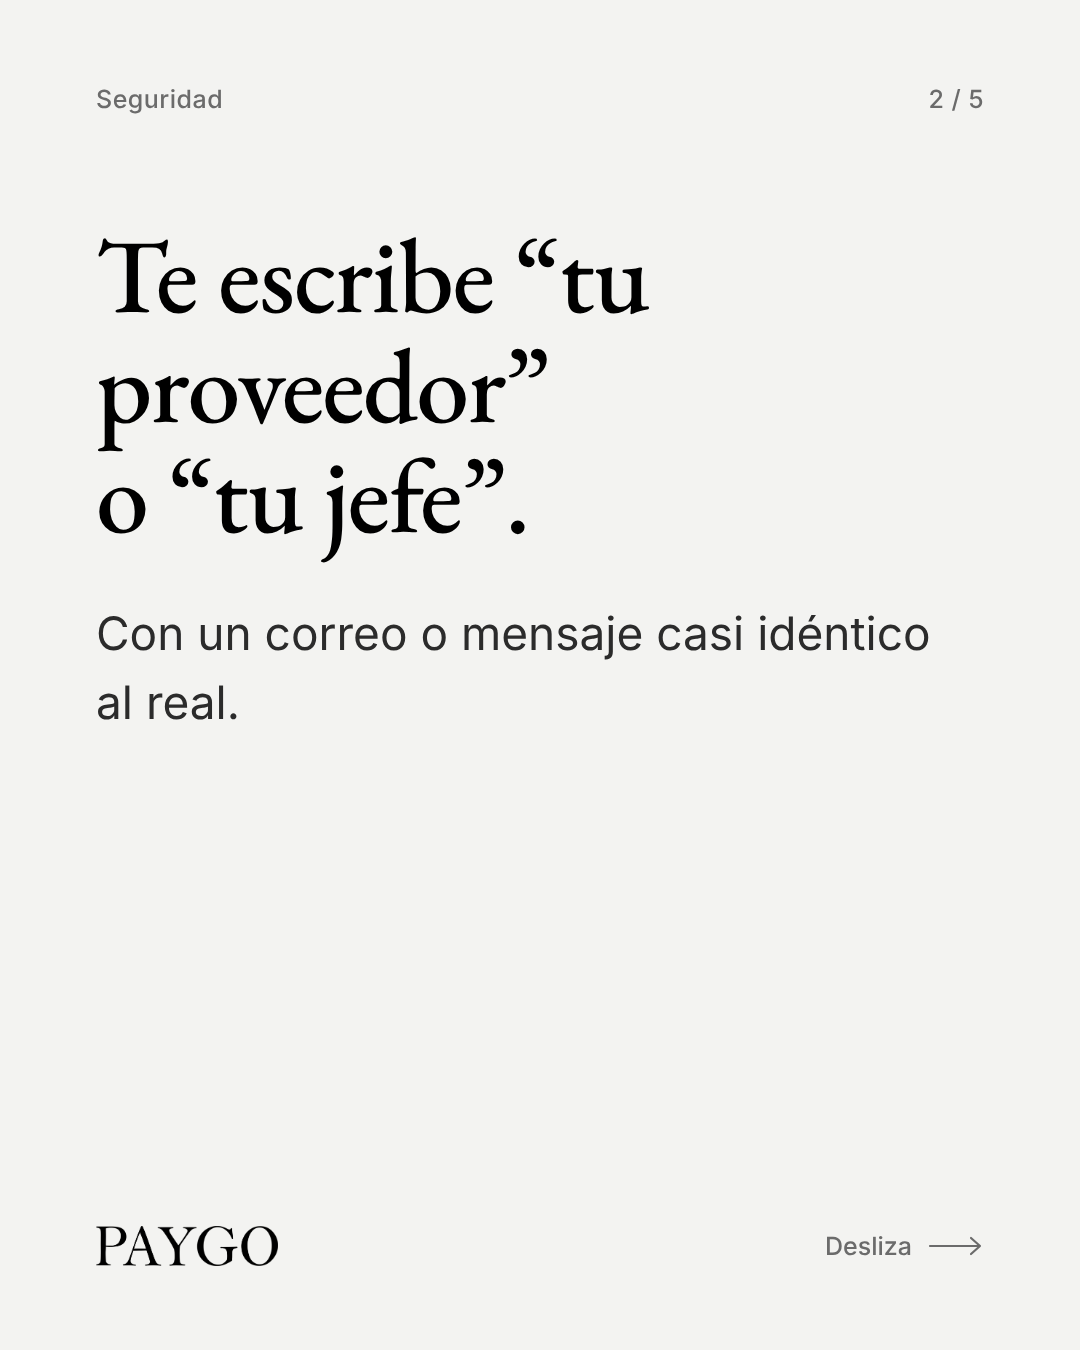 Seguridad
2 / 5
Te escribe “tu
proveedor”
o “tu jefe”.
Con un correo o mensaje casi idéntico
al real.
PAYGO
Desliza →